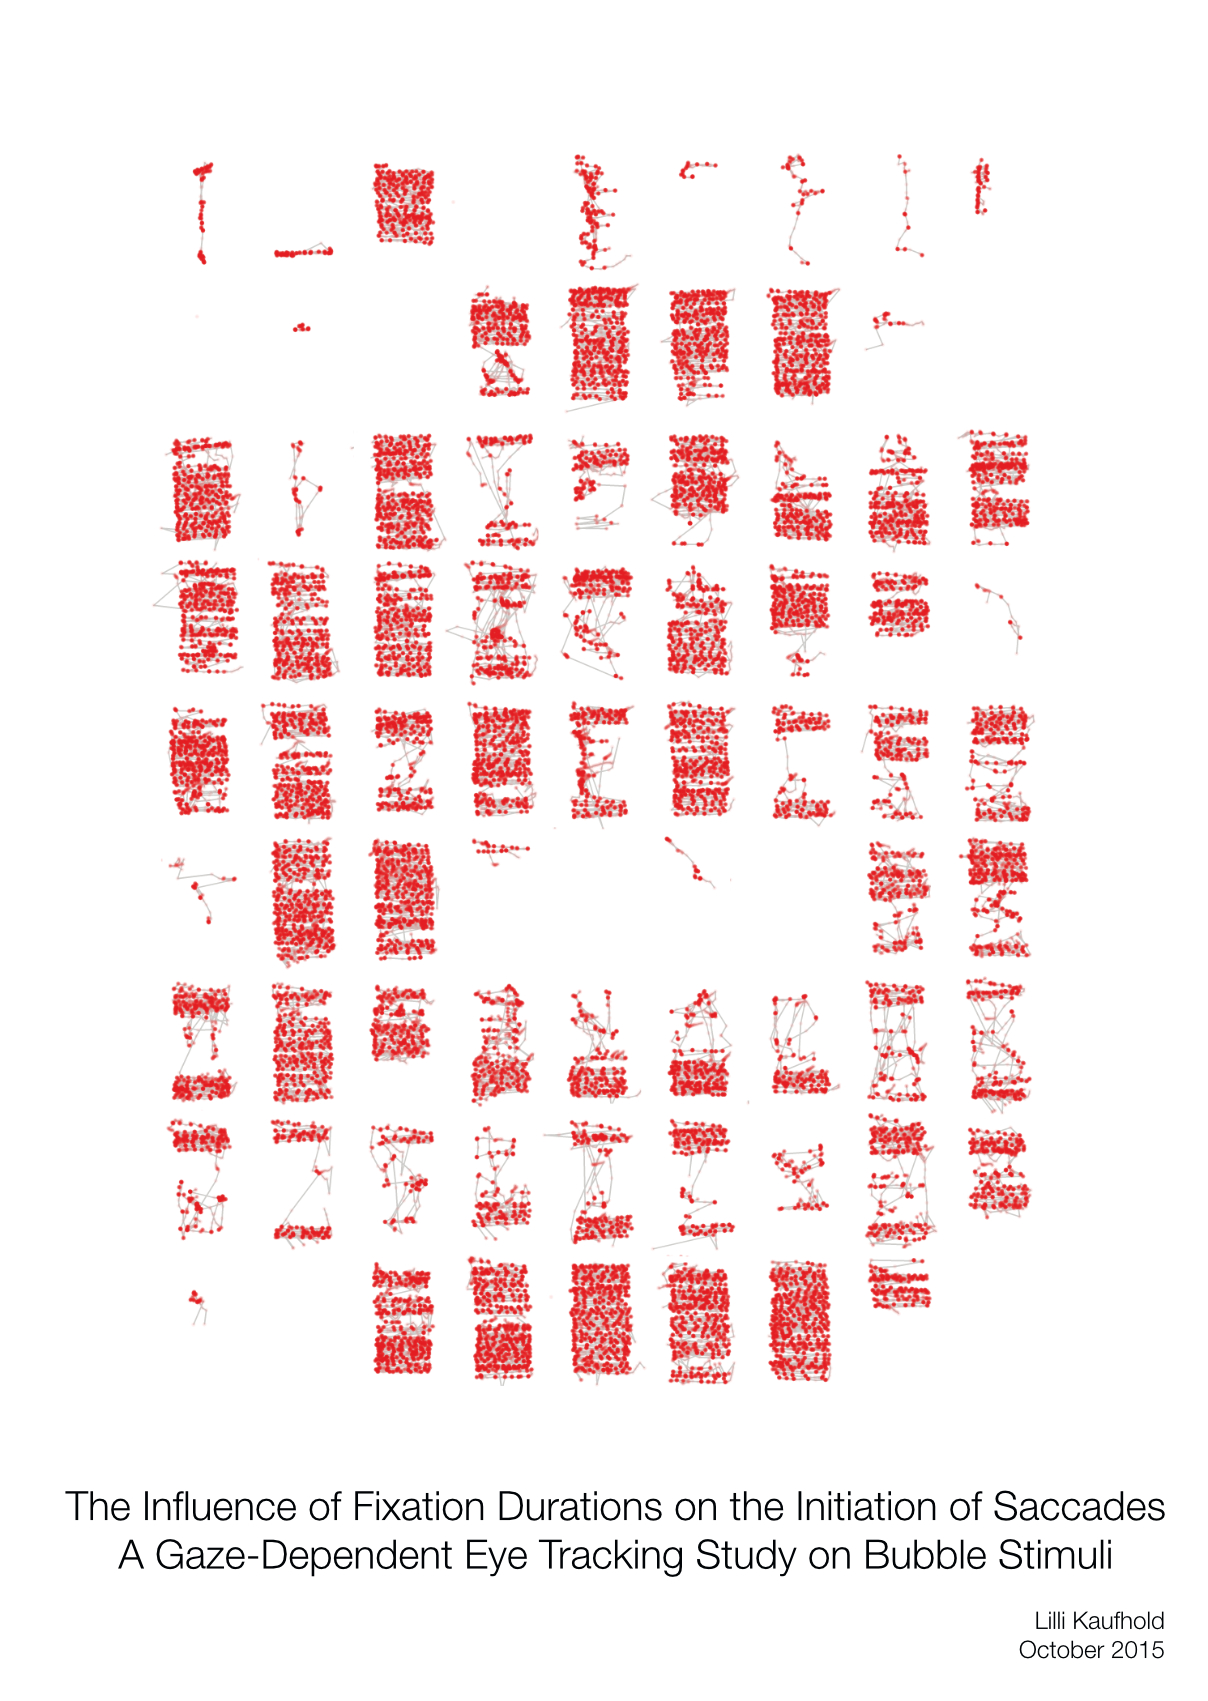 The Influence of Fixation Durations on the Initiation of Saccades
A Gaze-Dependent Eye Tracking Study on Bubble Stimuli
Lilli Kaufhold
October 2015